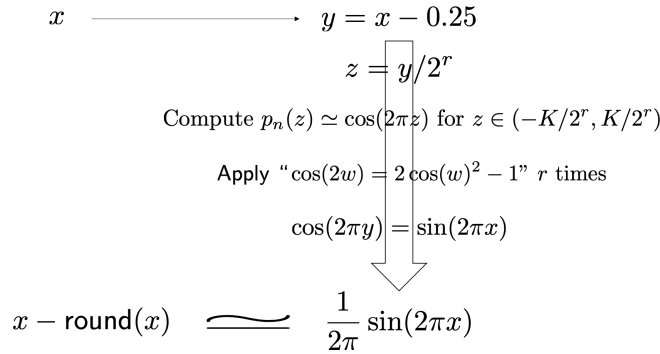 x → y = x − 0.25
z = y/2^r
Compute p_n(z) ≃ cos(2πz) for z ∈ (−K/2^r, K/2^r)
Apply “cos(2w) = 2 cos(w)^2 − 1” r times
cos(2πy) = sin(2πx)
x − round(x) ≃ \frac{1}{2π} sin(2πx)